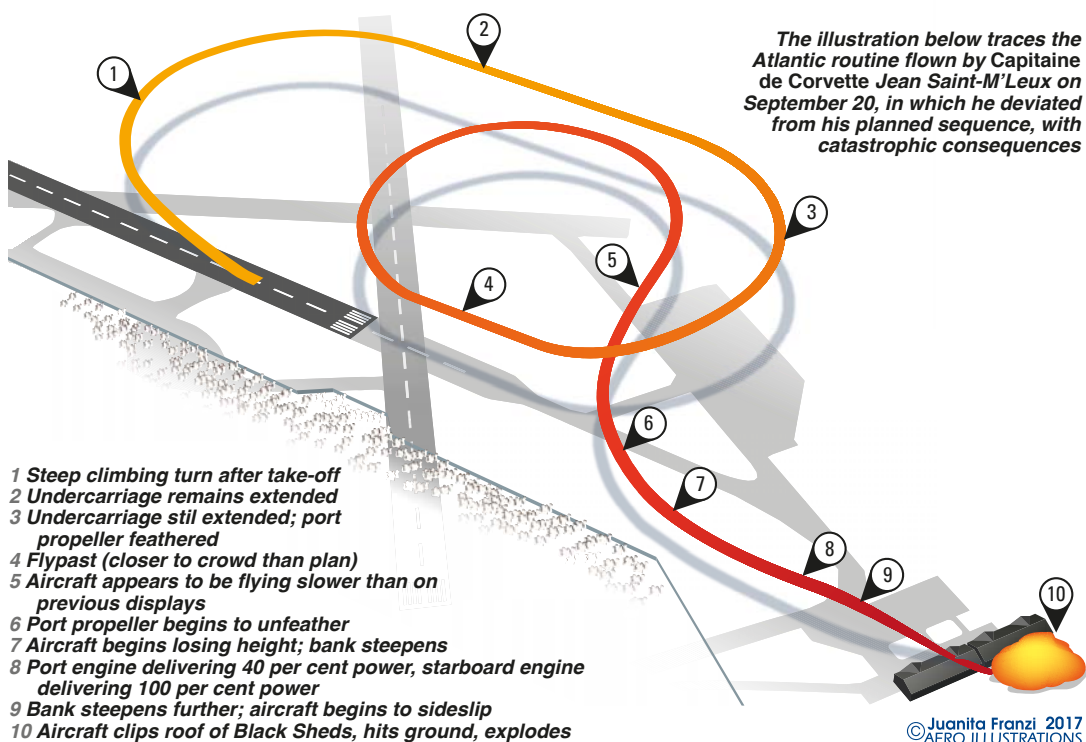 The illustration below traces the
Atlantic routine flown by Capitaine
de Corvette Jean Saint-M'Leux on
September 20, in which he deviated
from his planned sequence, with
catastrophic consequences
1
2
3
4
5
6
7
8
9
10
1 Steep climbing turn after take-off
2 Undercarriage remains extended
3 Undercarriage stil extended; port
propeller feathered
4 Flypast (closer to crowd than plan)
5 Aircraft appears to be flying slower than on
previous displays
6 Port propeller begins to unfeather
7 Aircraft begins losing height; bank steepens
8 Port engine delivering 40 per cent power, starboard engine
delivering 100 per cent power
9 Bank steepens further; aircraft begins to sideslip
10 Aircraft clips roof of Black Sheds, hits ground, explodes
©Juanita Franzi 2017
AERO ILLUSTRATIONS